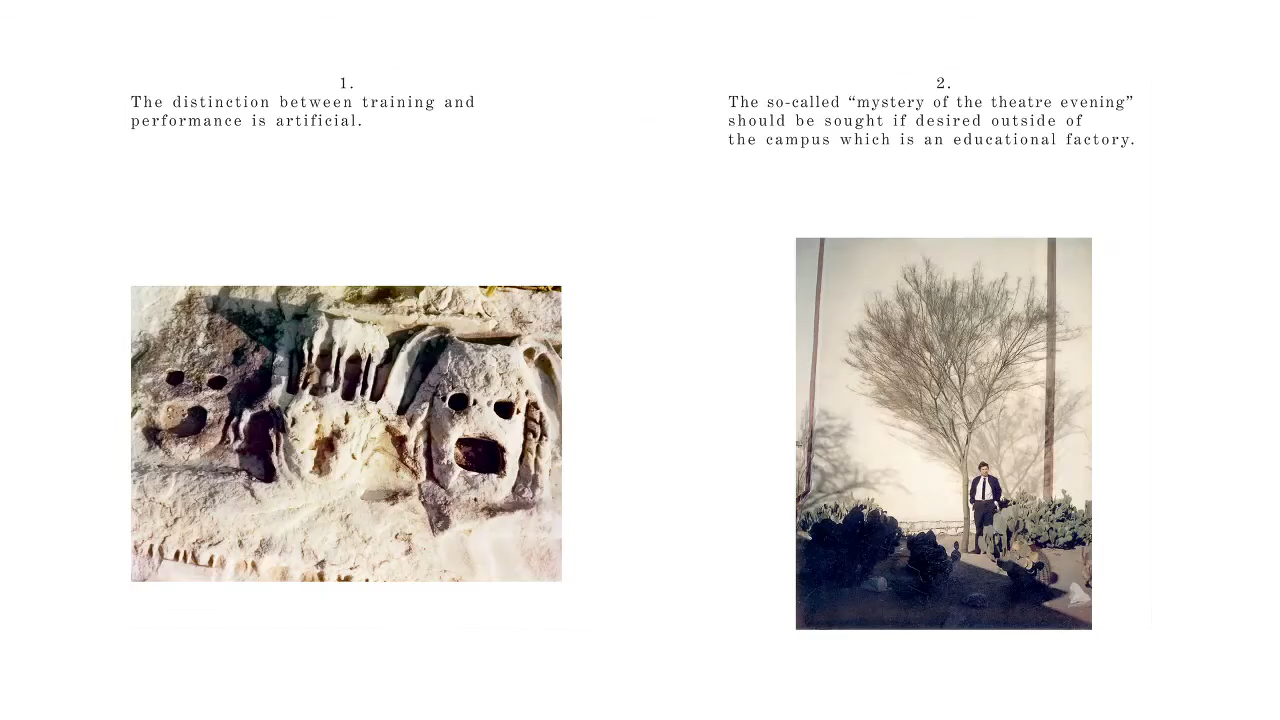 1.
The distinction between training and
performance is artificial.
2.
The so-called “mystery of the theatre evening”
should be sought if desired outside of
the campus which is an educational factory.